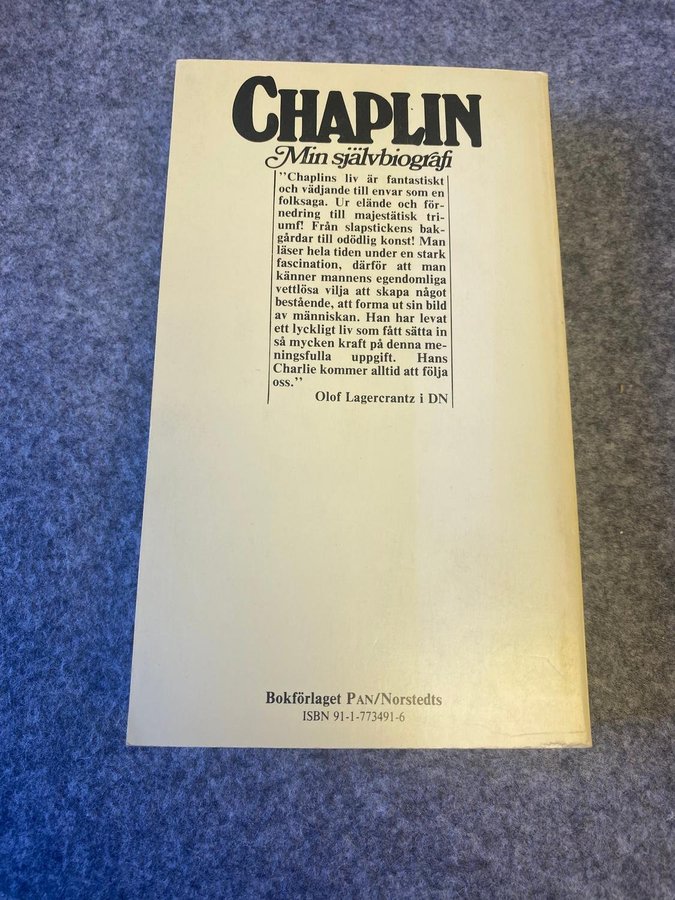 CHAPLIN
Min självbiografi
"Chaplins liv är fantastiskt
och vädjande till envar som en
folksaga. Ur elände och för-
nedring till majestätisk tri-
umf! Från slapstickens bak-
gårdar till odödlig konst! Man
läser hela tiden under en stark
fascination, därför att man
känner mannens egendomliga
vettlösa vilja att skapa något
bestående, att forma ut sin bild
av människan. Han har levat
ett lyckligt liv som fått sätta in
så mycken kraft på denna me-
ningsfulla uppgift. Hans
Charlie kommer alltid att följa
oss."
Olof Lagercrantz i DN
Bokförlaget PAN/Norstedts
ISBN 91-1-773491-6